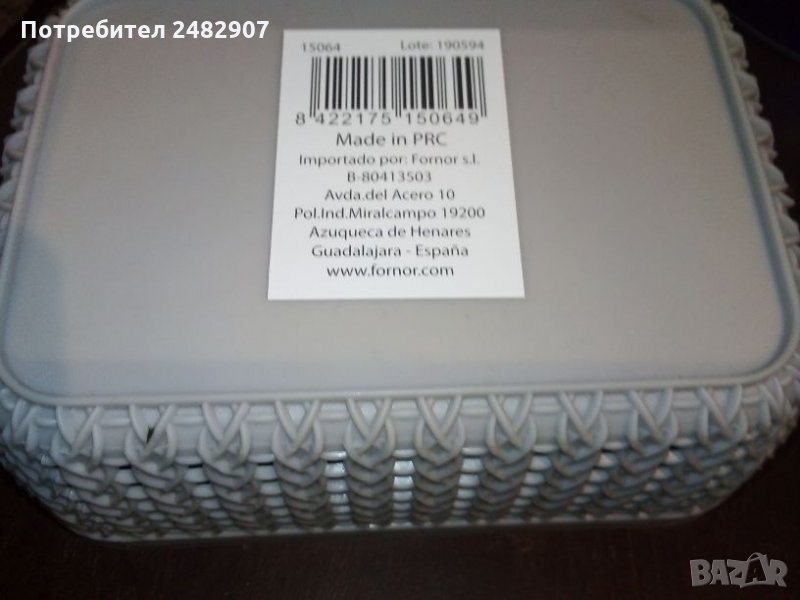 Потребител 2482907
15064 Lote: 190594
8 422175 150649
Made in PRC
Importado por: Fornor s.l.
B-80413503
Avda.del Acero 10
Pol.Ind.Miralcampo 19200
Azuqueca de Henares
Guadalajara - España
www.fornor.com
BAZAR